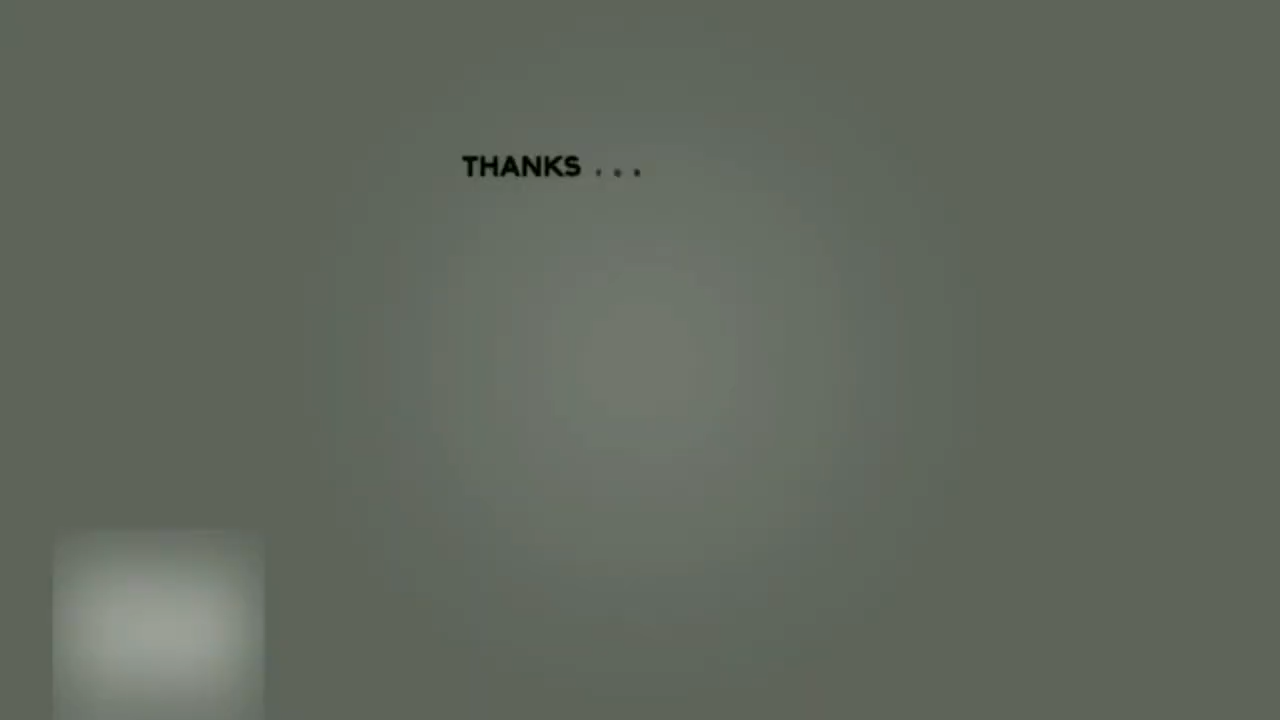 THANKS . . .